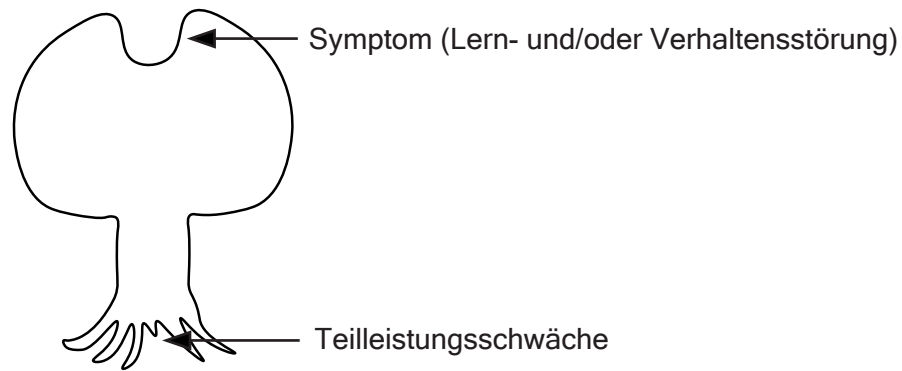 Symptom (Lern- und/oder Verhaltensstörung)
Teilleistungsschwäche